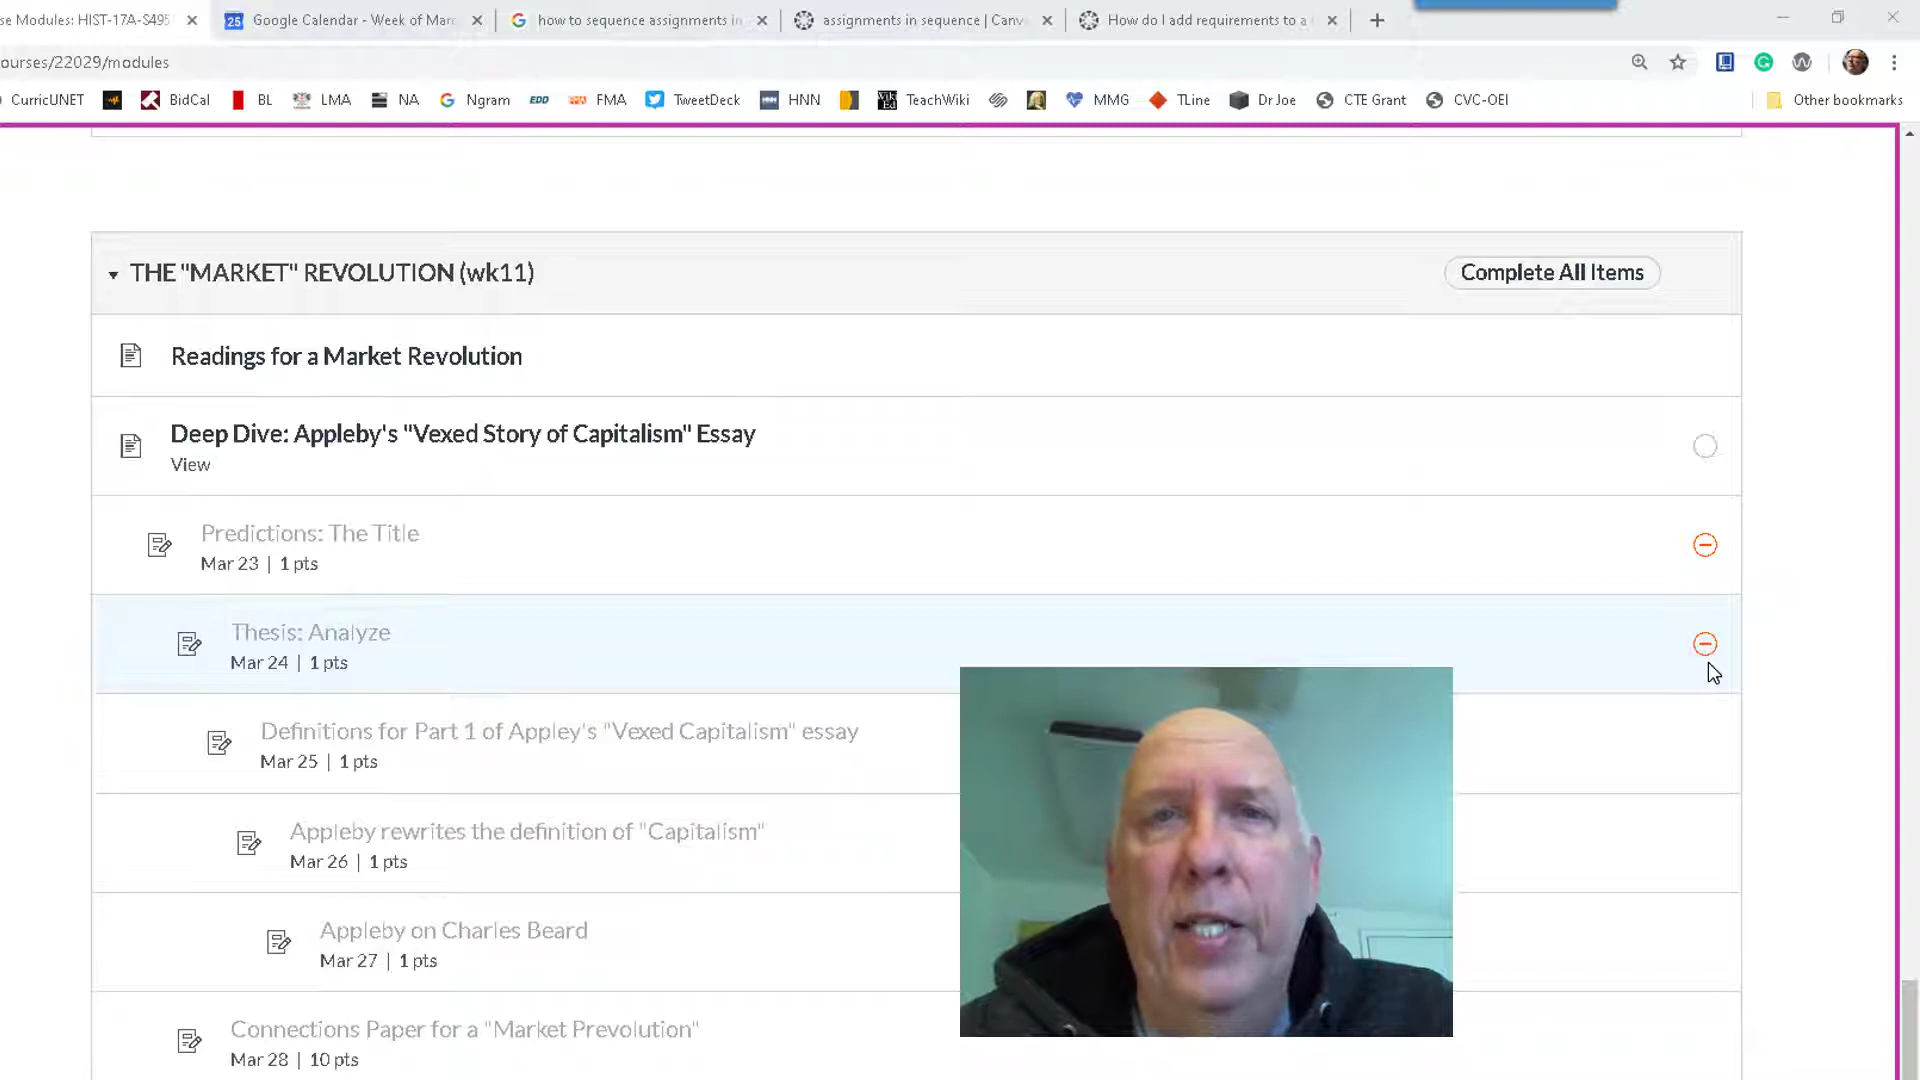 se Modules: HIST-17A-S495
25 Google Calendar - Week of Marc
how to sequence assignments in
assignments in sequence | Canv
How do I add requirements to a
ourses/22029/modules
CurricUNET
BidCal
BL
LMA
NA
Ngram
EDD
FMA
TweetDeck
HNN
TeachWiki
MMG
TLine
Dr Joe
CTE Grant
CVC-OEI
Other bookmarks
THE "MARKET" REVOLUTION (wk11)
Complete All Items
Readings for a Market Revolution
Deep Dive: Appleby's "Vexed Story of Capitalism" Essay
View
Predictions: The Title
Mar 23 | 1 pts
Thesis: Analyze
Mar 24 | 1 pts
Definitions for Part 1 of Appley's "Vexed Capitalism" essay
Mar 25 | 1 pts
Appleby rewrites the definition of "Capitalism"
Mar 26 | 1 pts
Appleby on Charles Beard
Mar 27 | 1 pts
Connections Paper for a "Market Prevolution"
Mar 28 | 10 pts